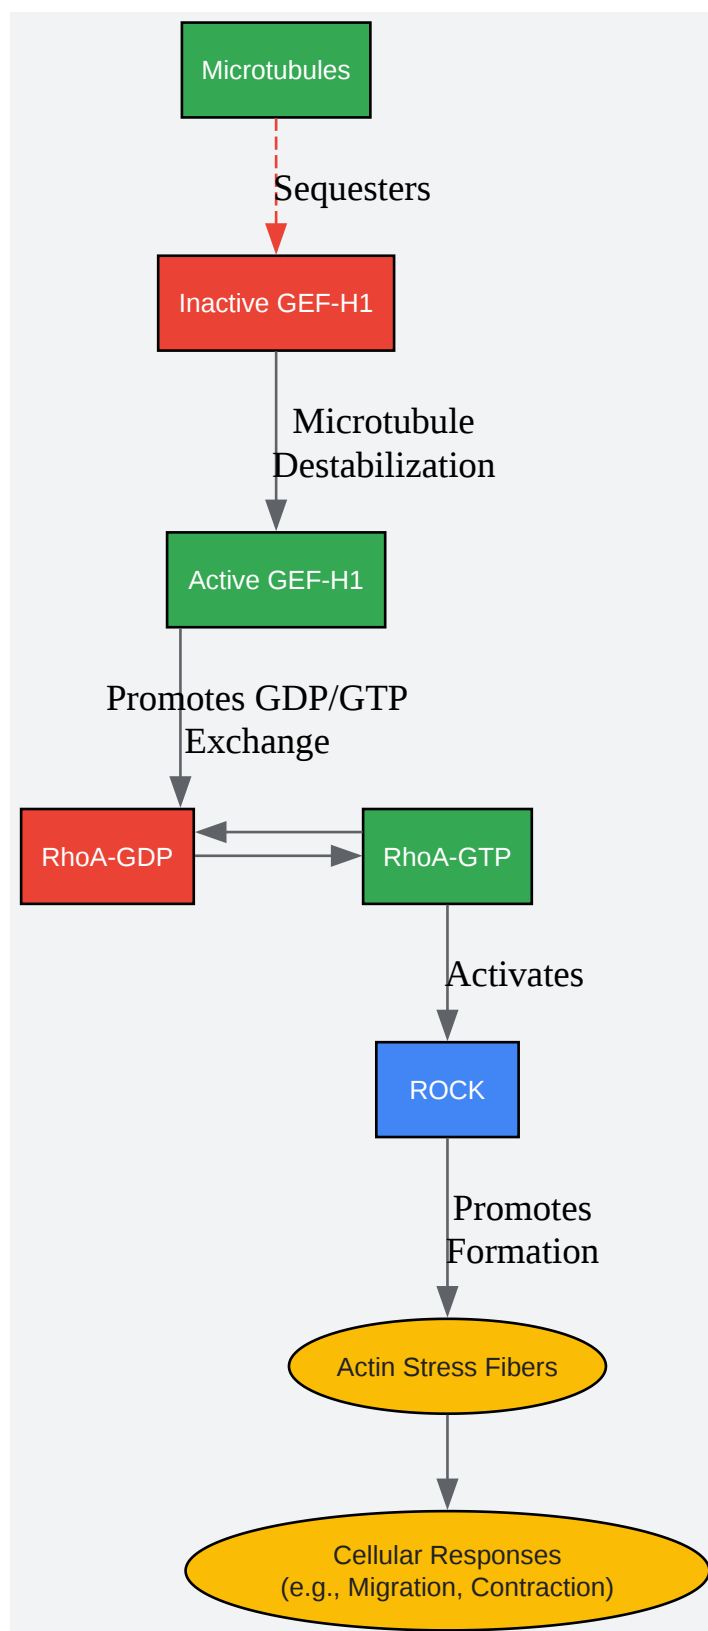 Microtubules
Sequesters
Inactive GEF-H1
Microtubule
Destabilization
Active GEF-H1
Promotes GDP/GTP
Exchange
RhoA-GDP
RhoA-GTP
Activates
ROCK
Promotes
Formation
Actin Stress Fibers
Cellular Responses
(e.g., Migration, Contraction)